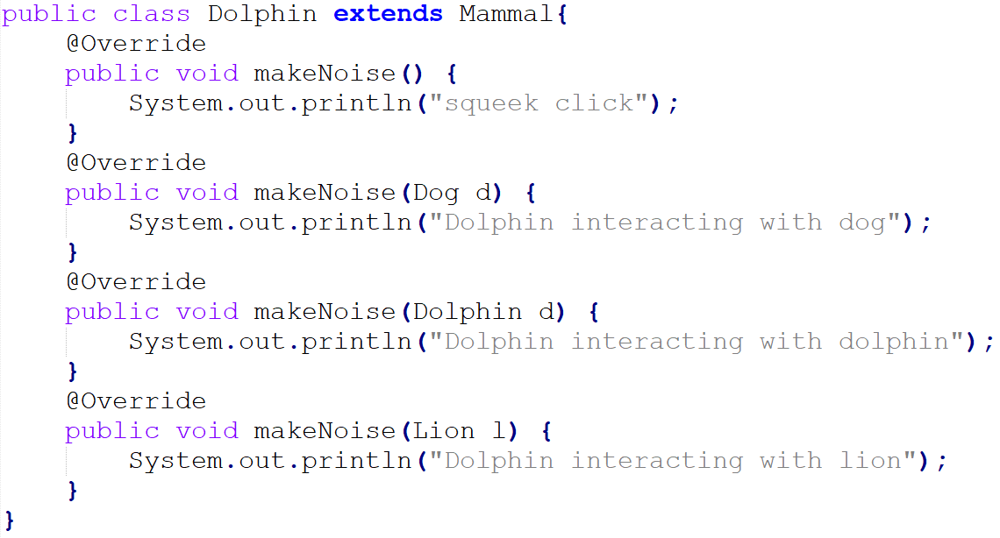 public class Dolphin extends Mammal{
    @Override
    public void makeNoise() {
        System.out.println("squeek click");
    }
    @Override
    public void makeNoise(Dog d) {
        System.out.println("Dolphin interacting with dog");
    }
    @Override
    public void makeNoise(Dolphin d) {
        System.out.println("Dolphin interacting with dolphin");
    }
    @Override
    public void makeNoise(Lion l) {
        System.out.println("Dolphin interacting with lion");
    }
}